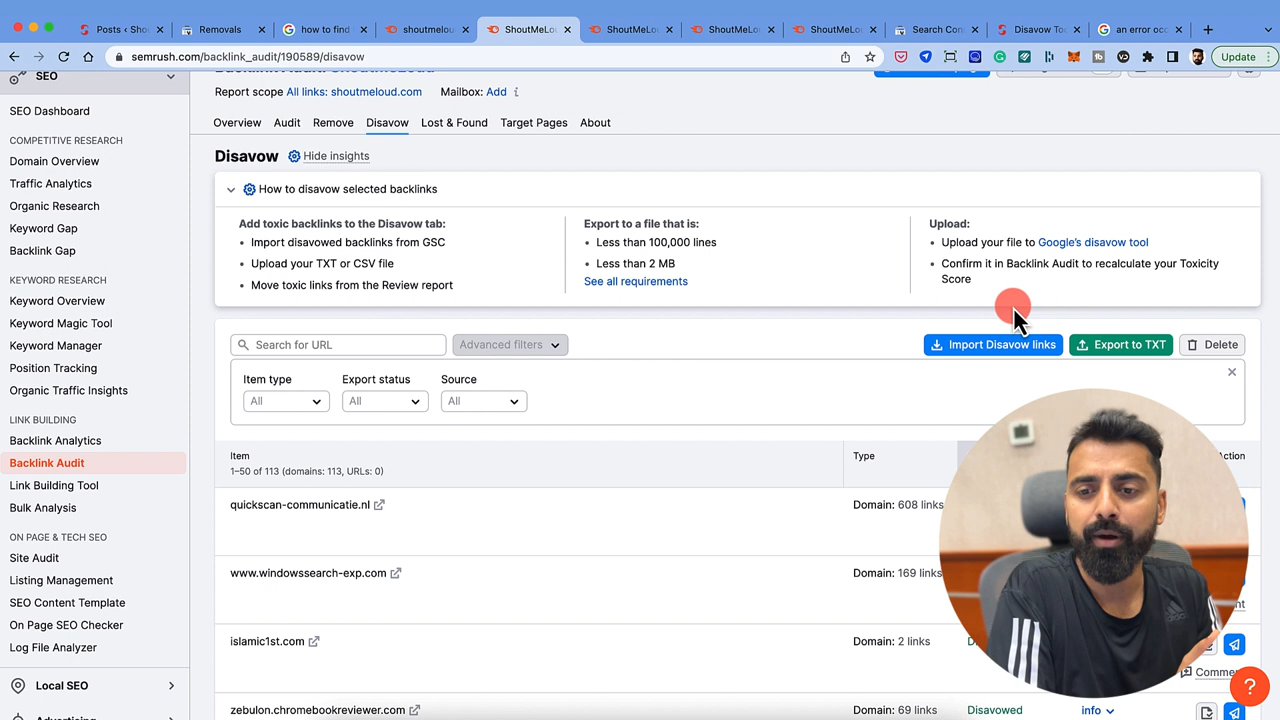 Posts ‹ Shou
Removals
how to find
shoutmelou
ShoutMeLou
ShoutMeLou
ShoutMeLou
ShoutMeLou
Search Con
Disavow Too
an error occ
semrush.com/backlink_audit/190589/disavow
Update
SEO
SEO Dashboard
COMPETITIVE RESEARCH
Domain Overview
Traffic Analytics
Organic Research
Keyword Gap
Backlink Gap
KEYWORD RESEARCH
Keyword Overview
Keyword Magic Tool
Keyword Manager
Position Tracking
Organic Traffic Insights
LINK BUILDING
Backlink Analytics
Backlink Audit
Link Building Tool
Bulk Analysis
ON PAGE & TECH SEO
Site Audit
Listing Management
SEO Content Template
On Page SEO Checker
Log File Analyzer
Local SEO
Advertising
Report scope All links: shoutmeloud.com Mailbox: Add
Overview Audit Remove Disavow Lost & Found Target Pages About
Disavow Hide insights
How to disavow selected backlinks
Add toxic backlinks to the Disavow tab:
• Import disavowed backlinks from GSC
• Upload your TXT or CSV file
• Move toxic links from the Review report
Export to a file that is:
• Less than 100,000 lines
• Less than 2 MB
See all requirements
Upload:
• Upload your file to Google's disavow tool
• Confirm it in Backlink Audit to recalculate your Toxicity
Score
Search for URL Advanced filters Import Disavow links Export to TXT Delete
Item type Export status Source
All All All
Item Type ction
1–50 of 113 (domains: 113, URLs: 0)
quickscan-communicatie.nl Domain: 608 links
www.windowssearch-exp.com Domain: 169 links
nt
islamic1st.com Domain: 2 links
Comme
zebulon.chromebookreviewer.com Domain: 69 links Disavowed info
?